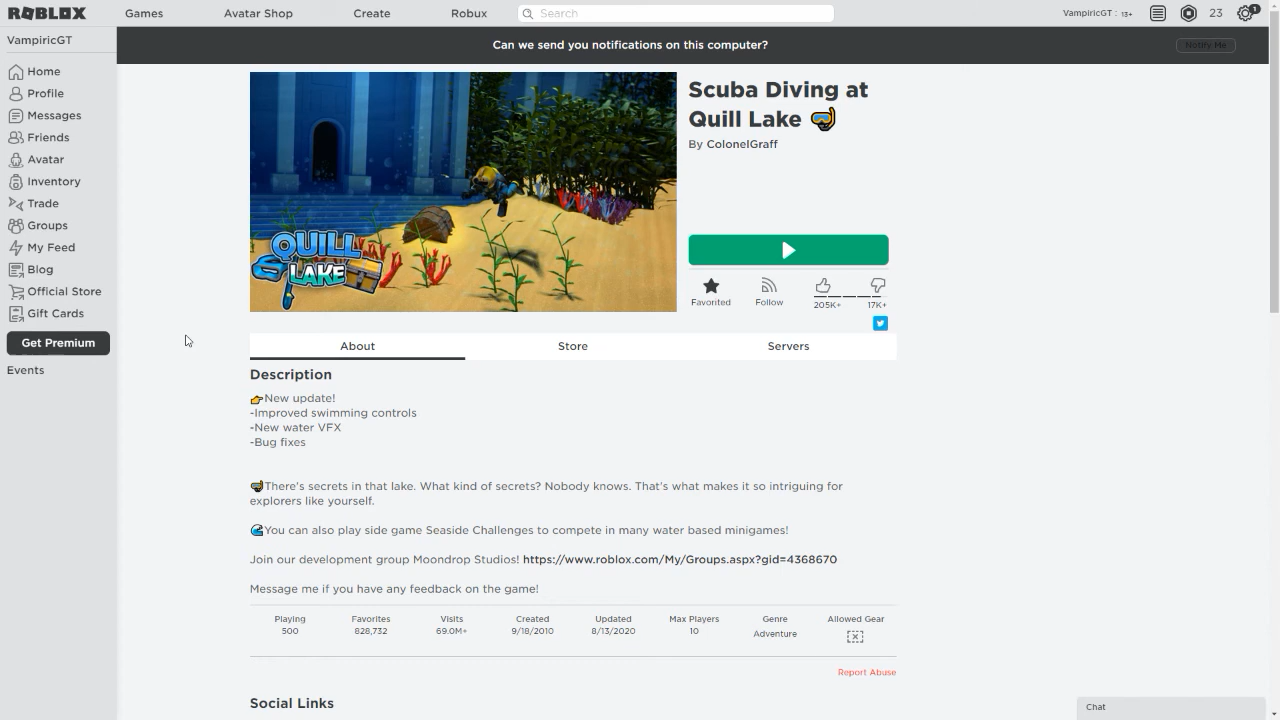 ROBLOX
Games
Avatar Shop
Create
Robux
Search
VampiricGT : 13+
23
1
VampiricGT
Can we send you notifications on this computer?
Notify Me
Home
Profile
Messages
Friends
Avatar
Inventory
Trade
Groups
My Feed
Blog
Official Store
Gift Cards
Get Premium
Events
QUILL
LAKE
Scuba Diving at
Quill Lake
By ColonelGraff
Favorited
Follow
205K+
17K+
About
Store
Servers
Description
👉New update!
-Improved swimming controls
-New water VFX
-Bug fixes
🤿There's secrets in that lake. What kind of secrets? Nobody knows. That's what makes it so intriguing for
explorers like yourself.
🌊You can also play side game Seaside Challenges to compete in many water based minigames!
Join our development group Moondrop Studios! https://www.roblox.com/My/Groups.aspx?gid=4368670
Message me if you have any feedback on the game!
Playing Favorites Visits Created Updated Max Players Genre Allowed Gear
500 828,732 69.0M+ 9/18/2010 8/13/2020 10 Adventure
Report Abuse
Social Links
Chat